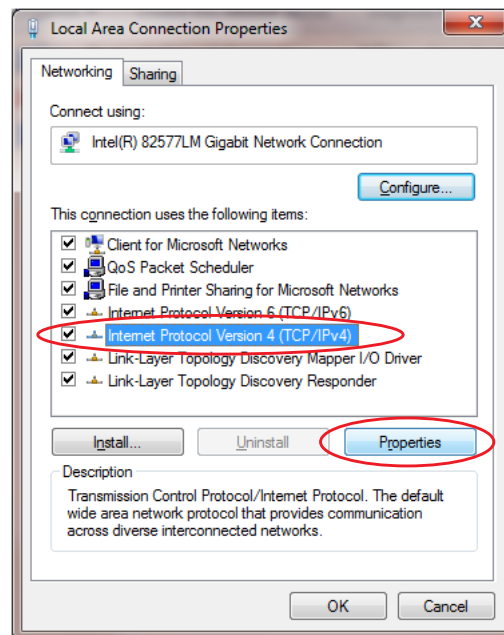 Local Area Connection Properties
Networking
Sharing
Connect using:
Intel(R) 82577LM Gigabit Network Connection
Configure...
This connection uses the following items:
Client for Microsoft Networks
QoS Packet Scheduler
File and Printer Sharing for Microsoft Networks
Internet Protocol Version 6 (TCP/IPv6)
Internet Protocol Version 4 (TCP/IPv4)
Link-Layer Topology Discovery Mapper I/O Driver
Link-Layer Topology Discovery Responder
Install...
Uninstall
Properties
Description
Transmission Control Protocol/Internet Protocol. The default
wide area network protocol that provides communication
across diverse interconnected networks.
OK
Cancel